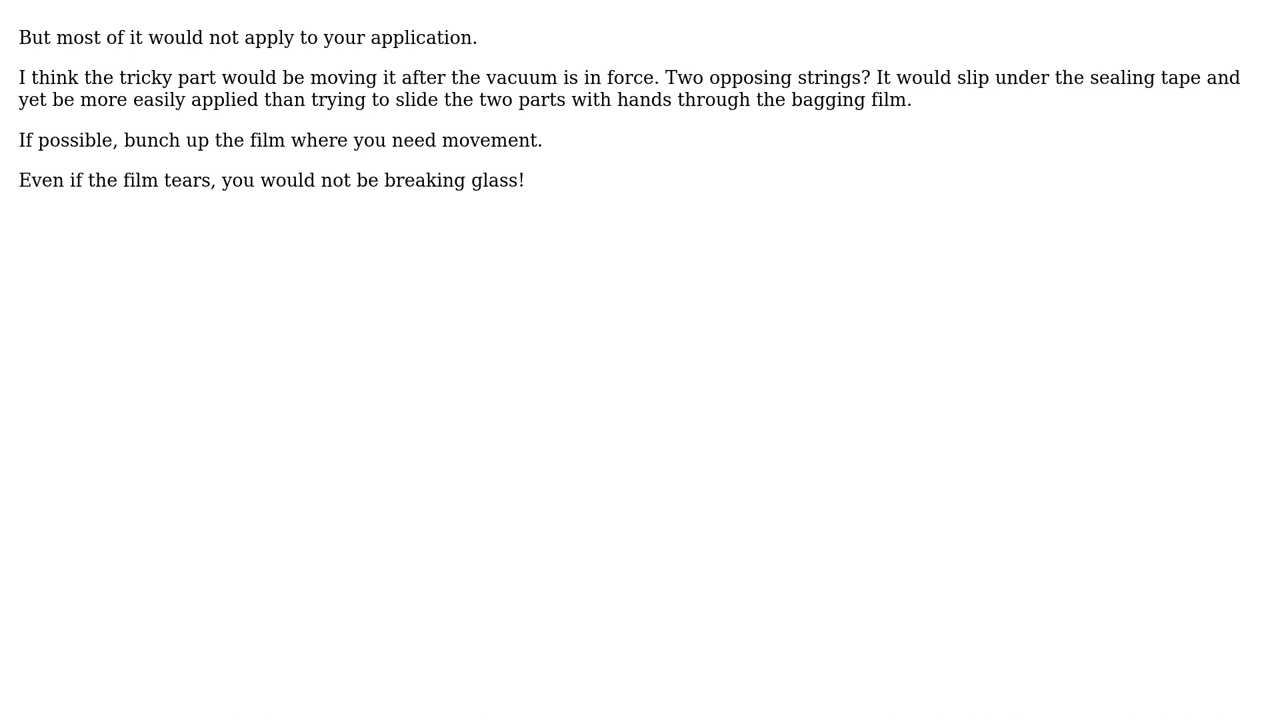 But most of it would not apply to your application.
I think the tricky part would be moving it after the vacuum is in force. Two opposing strings? It would slip under the sealing tape and
yet be more easily applied than trying to slide the two parts with hands through the bagging film.
If possible, bunch up the film where you need movement.
Even if the film tears, you would not be breaking glass!